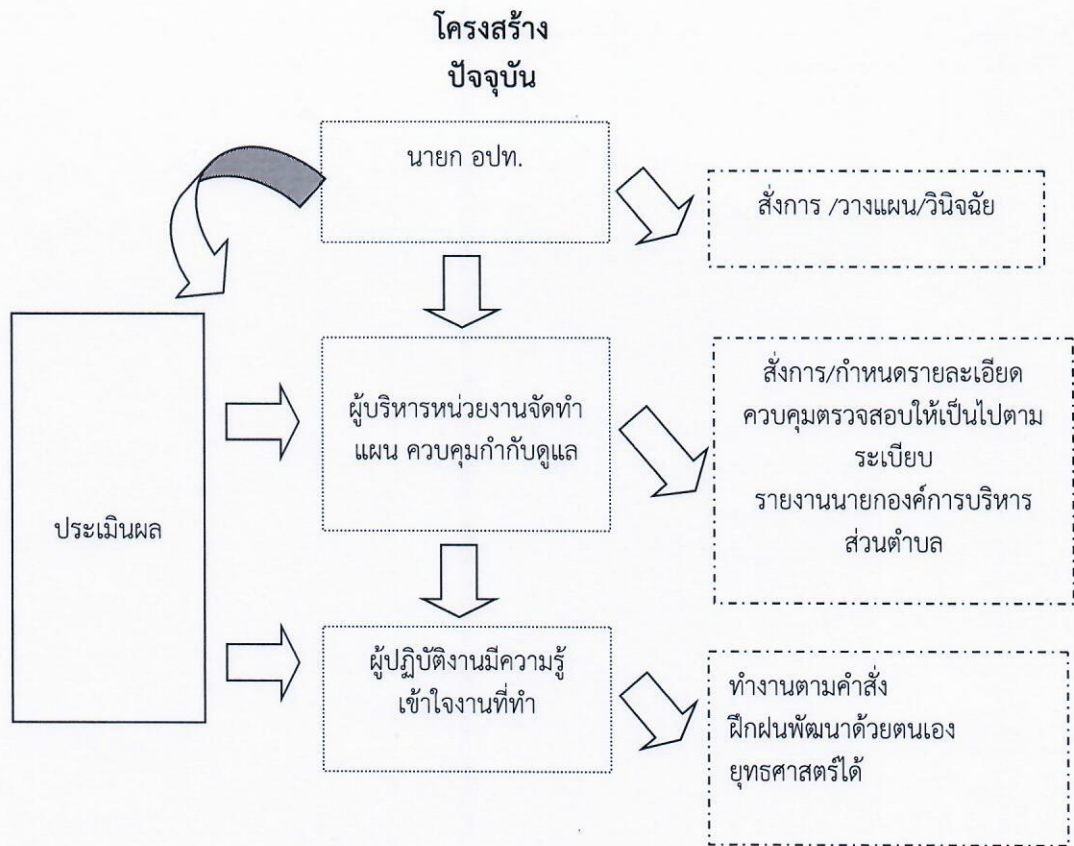 โครงสร้าง
ปัจจุบัน
นายก อปท.
สั่งการ /วางแผน/วินิจฉัย
ผู้บริหารหน่วยงานจัดทำ
แผน ควบคุมกำกับดูแล
สั่งการ/กำหนดรายละเอียด
ควบคุมตรวจสอบให้เป็นไปตาม
ระเบียบ
รายงานนายกองค์การบริหาร
ส่วนตำบล
ประเมินผล
ผู้ปฏิบัติงานมีความรู้
เข้าใจงานที่ทำ
ทำงานตามคำสั่ง
ฝึกฝนพัฒนาด้วยตนเอง
ยุทธศาสตร์ได้